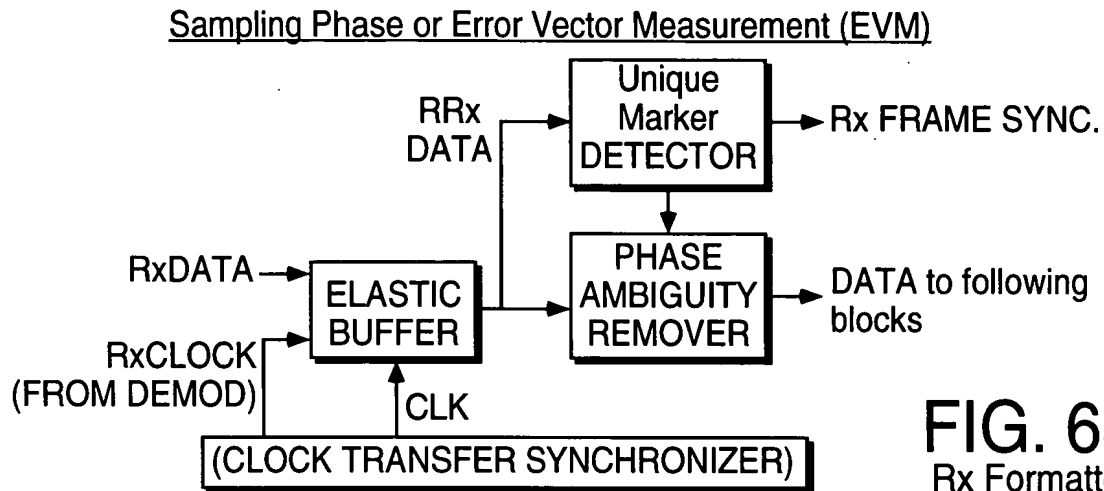 Sampling Phase or Error Vector Measurement (EVM)
Unique
Marker
DETECTOR
RRx
DATA
Rx FRAME SYNC.
RxDATA
ELASTIC
BUFFER
PHASE
AMBIGUITY
REMOVER
DATA to following
blocks
RxCLOCK
(FROM DEMOD)
CLK
(CLOCK TRANSFER SYNCHRONIZER)
FIG. 6
Rx Formatt